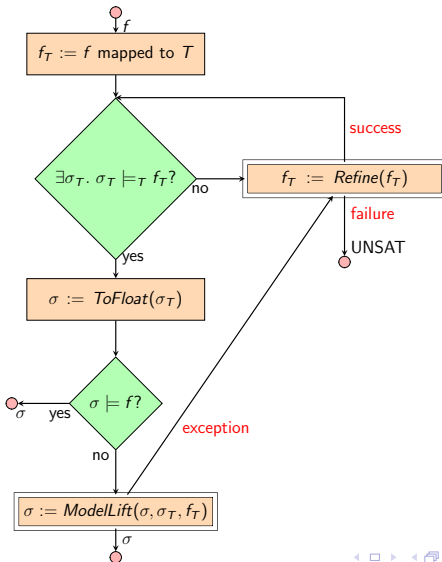 f
f_T := f mapped to T
success
∃σ_T. σ_T ⊨_T f_T?
no
f_T := Refine(f_T)
failure
UNSAT
yes
σ := ToFloat(σ_T)
σ ⊨ f?
yes
σ
exception
no
σ := ModelLift(σ, σ_T, f_T)
σ